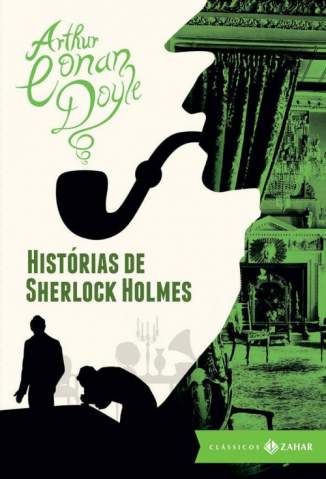 Arthur
Conan
Doyle
HISTÓRIAS DE
SHERLOCK HOLMES
CLÁSSICOS ZAHAR